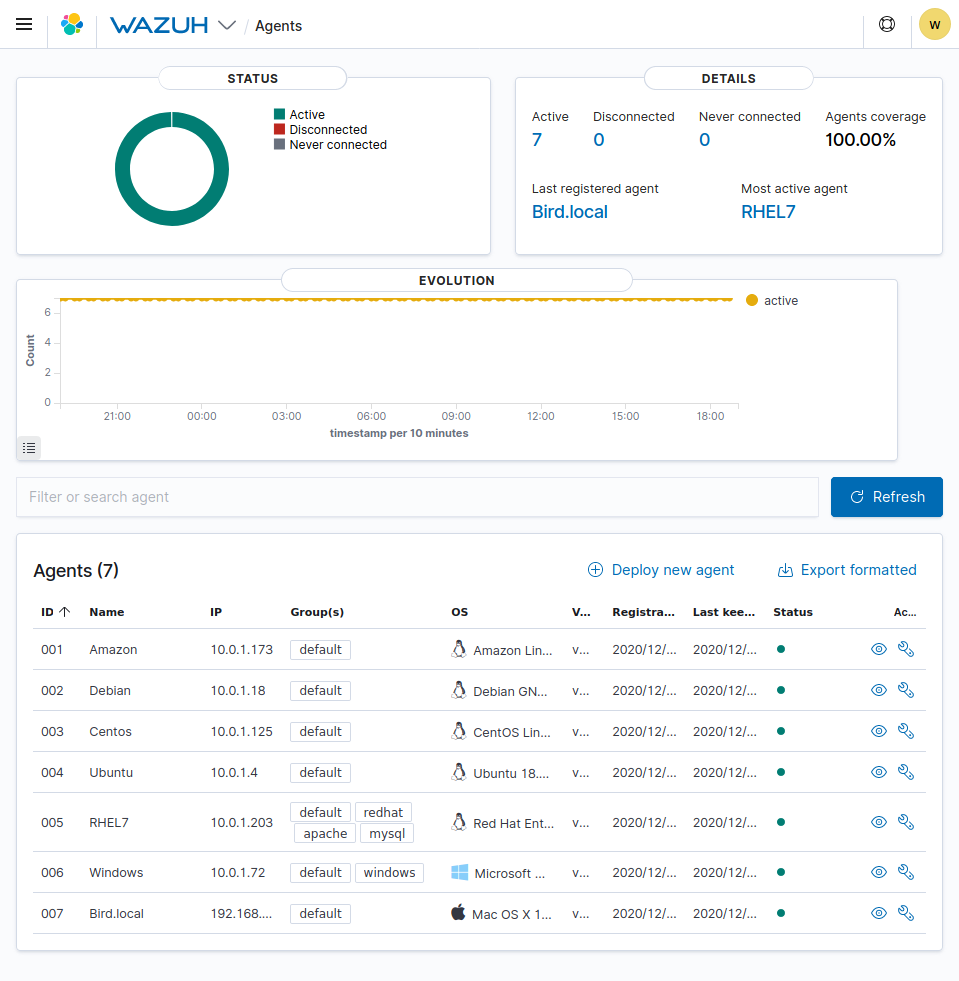 WAZUH / Agents W
STATUS
Active
Disconnected
Never connected
DETAILS
Active Disconnected Never connected Agents coverage
7 0 0 100.00%
Last registered agent Most active agent
Bird.local RHEL7
EVOLUTION
active
Count
6
4
2
0
21:00 00:00 03:00 06:00 09:00 12:00 15:00 18:00
timestamp per 10 minutes
Filter or search agent Refresh
Agents (7) Deploy new agent Export formatted
ID Name IP Group(s) OS V... Registra... Last kee... Status Ac...
001 Amazon 10.0.1.173 default Amazon Lin... v... 2020/12/... 2020/12/...
002 Debian 10.0.1.18 default Debian GN... v... 2020/12/... 2020/12/...
003 Centos 10.0.1.125 default CentOS Lin... v... 2020/12/... 2020/12/...
004 Ubuntu 10.0.1.4 default Ubuntu 18.... v... 2020/12/... 2020/12/...
005 RHEL7 10.0.1.203 default redhat Red Hat Ent... v... 2020/12/... 2020/12/...
apache mysql
006 Windows 10.0.1.72 default windows Microsoft ... v... 2020/12/... 2020/12/...
007 Bird.local 192.168.... default Mac OS X 1... v... 2020/12/... 2020/12/...